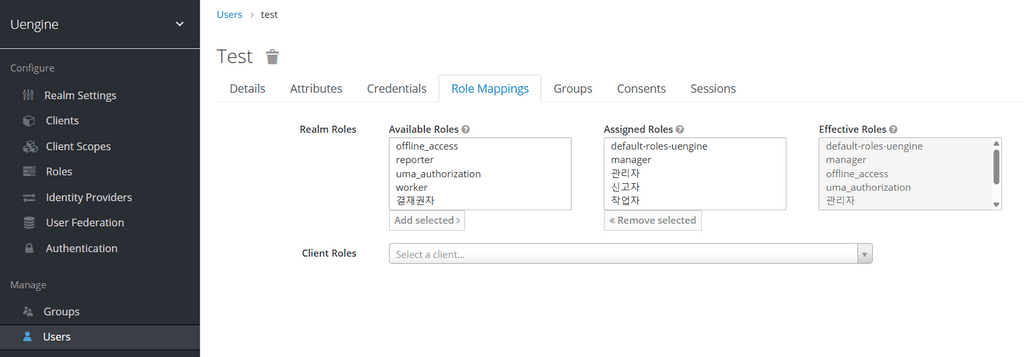 Uengine
Configure
Realm Settings
Clients
Client Scopes
Roles
Identity Providers
User Federation
Authentication
Manage
Groups
Users
Users > test
Test
Details Attributes Credentials Role Mappings Groups Consents Sessions
Realm Roles
Available Roles
offline_access
reporter
uma_authorization
worker
결재권자
Add selected >
Assigned Roles
default-roles-uengine
manager
관리자
신고자
작업자
« Remove selected
Effective Roles
default-roles-uengine
manager
offline_access
uma_authorization
관리자
Client Roles
Select a client...